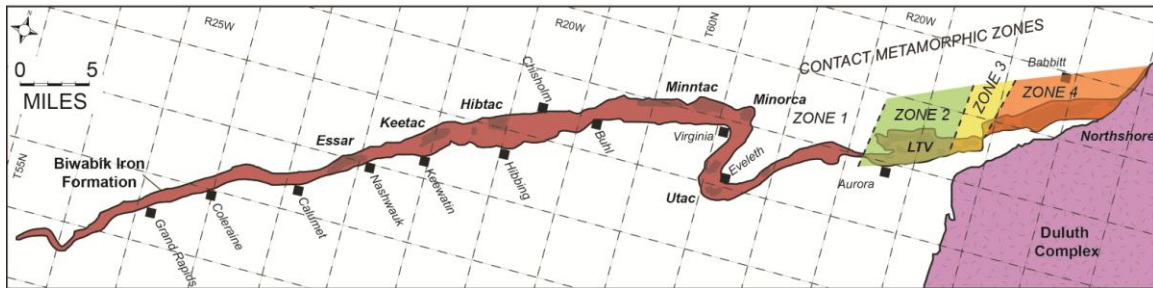 R25W
R20W
T60N
R20W
CONTACT METAMORPHIC ZONES
N
0 5
MILES
Chisholm
Minntac
Minorca
ZONE 1
ZONE 2
ZONE 3
Babbitt
ZONE 4
Hibtac
Keetac
Essar
Virginia
LTV
Northshore
T55N
Biwabik Iron
Formation
Buhl
Eveleth
Aurora
Utac
Nashwauk
Keewatin
Hibbing
Calumet
Coleraine
Grand Rapids
Duluth
Complex